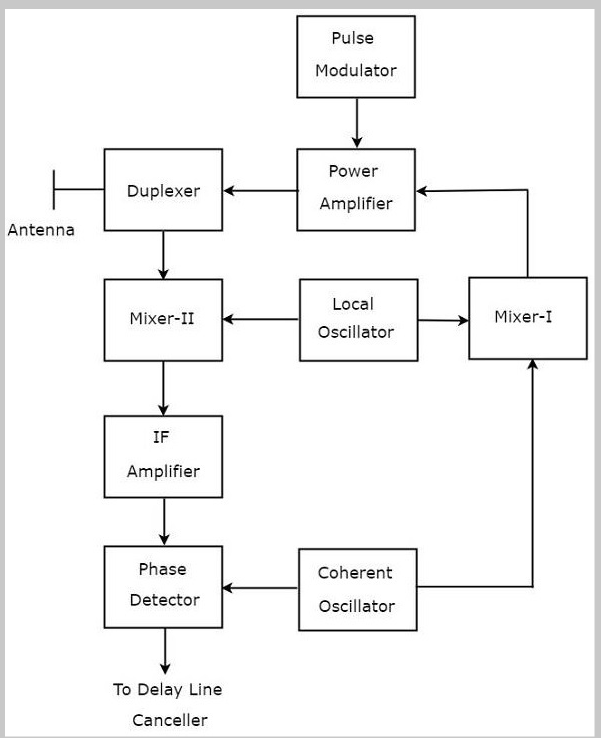 Pulse
Modulator
Duplexer
Power
Amplifier
Antenna
Mixer-II
Local
Oscillator
Mixer-I
IF
Amplifier
Phase
Detector
Coherent
Oscillator
To Delay Line
Canceller